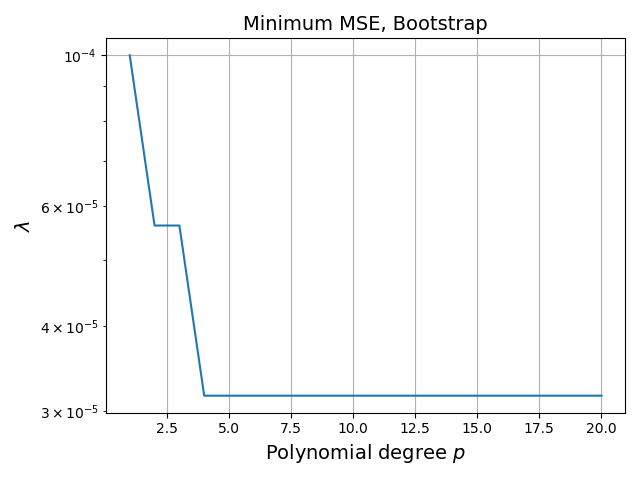 Minimum MSE, Bootstrap
10⁻⁴
6 × 10⁻⁵
4 × 10⁻⁵
3 × 10⁻⁵
λ
2.5 5.0 7.5 10.0 12.5 15.0 17.5 20.0
Polynomial degree p